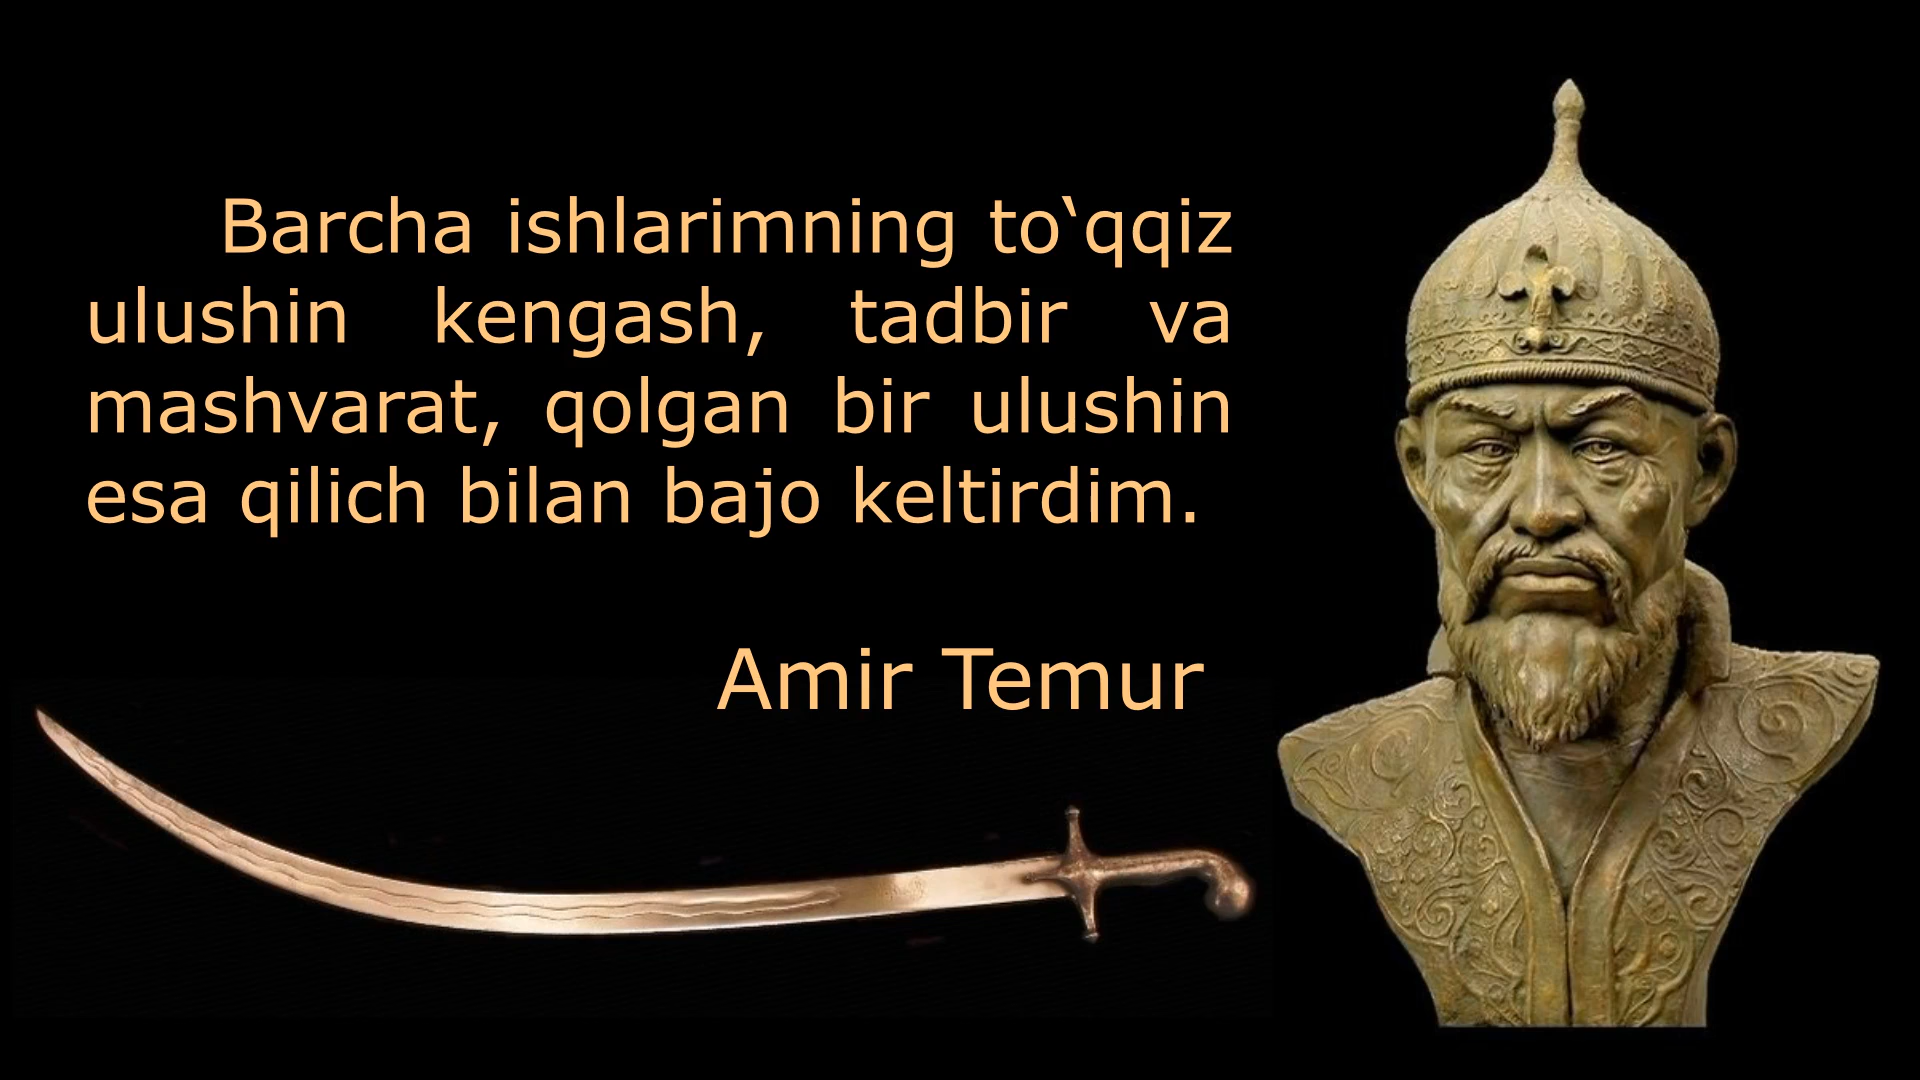 Barcha ishlarimning to‘qqiz
ulushin kengash, tadbir va
mashvarat, qolgan bir ulushin
esa qilich bilan bajo keltirdim.
Amir Temur